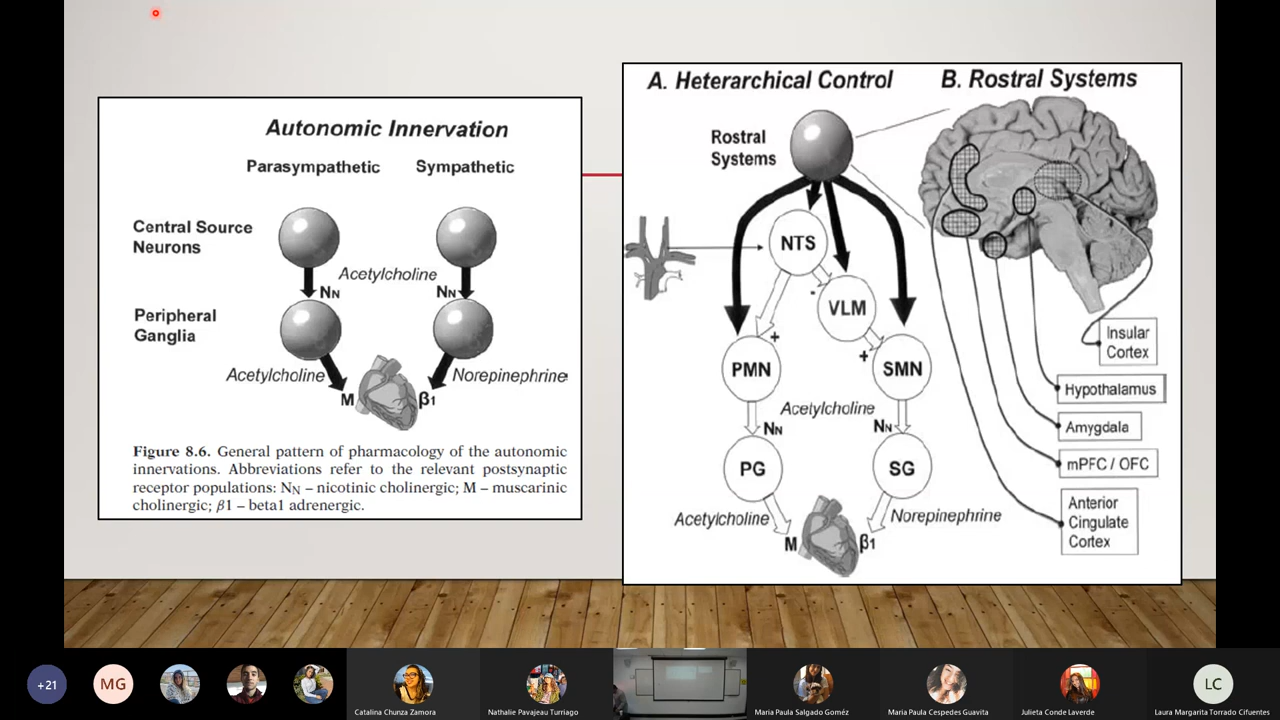 Autonomic Innervation
Parasympathetic
Sympathetic
Central Source
Neurons
Acetylcholine
NN
NN
Peripheral
Ganglia
Acetylcholine
Norepinephrine
M
β1
Figure 8.6. General pattern of pharmacology of the autonomic
innervations. Abbreviations refer to the relevant postsynaptic
receptor populations: NN – nicotinic cholinergic; M – muscarinic
cholinergic; β1 – beta1 adrenergic.
A. Heterarchical Control
B. Rostral Systems
Rostral
Systems
NTS
-
VLM
+
+
PMN
SMN
Acetylcholine
NN
NN
PG
SG
Acetylcholine
Norepinephrine
M
β1
Insular
Cortex
Hypothalamus
Amygdala
mPFC / OFC
Anterior
Cingulate
Cortex
+21
MG
Catalina Chunza Zamora
Nathalie Pavajeau Turriago
Maria Paula Salgado Goméz
Maria Paula Cespedes Guavita
Julieta Conde Laverde
LC
Laura Margarita Torrado Cifuentes